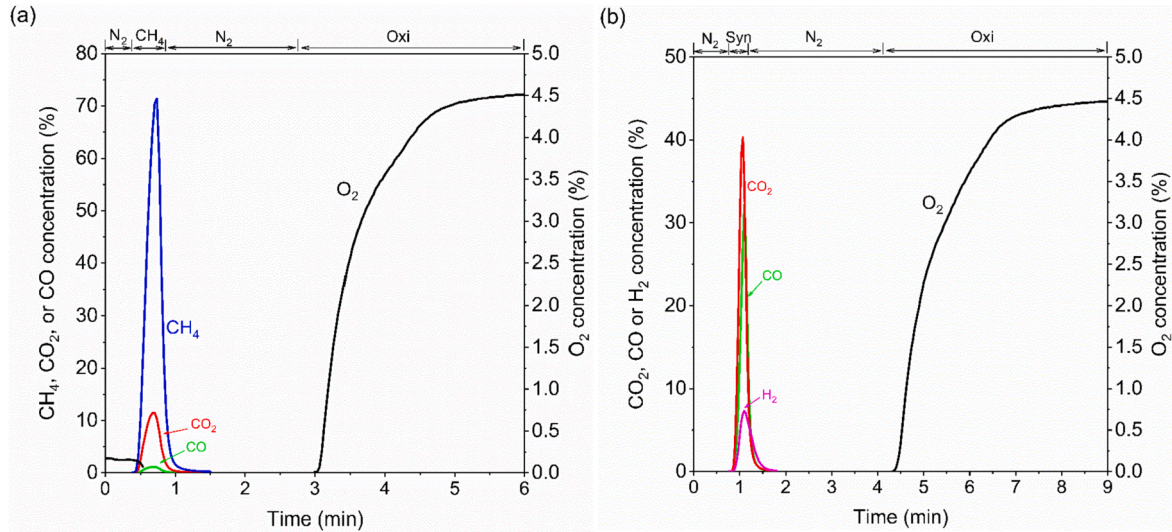 (a)
N₂ CH₄ N₂ Oxi
80
70
60
50
40
30
20
10
0
CH₄, CO₂, or CO concentration (%)
5.0
4.5
4.0
3.5
3.0
2.5
2.0
1.5
1.0
0.5
0.0
O₂ concentration (%)
O₂
CH₄
CO₂
CO
0 1 2 3 4 5 6
Time (min)
(b)
N₂ Syn N₂ Oxi
50
40
30
20
10
0
CO₂, CO or H₂ concentration (%)
5.0
4.5
4.0
3.5
3.0
2.5
2.0
1.5
1.0
0.5
0.0
O₂ concentration (%)
CO₂
O₂
CO
H₂
0 1 2 3 4 5 6 7 8 9
Time (min)